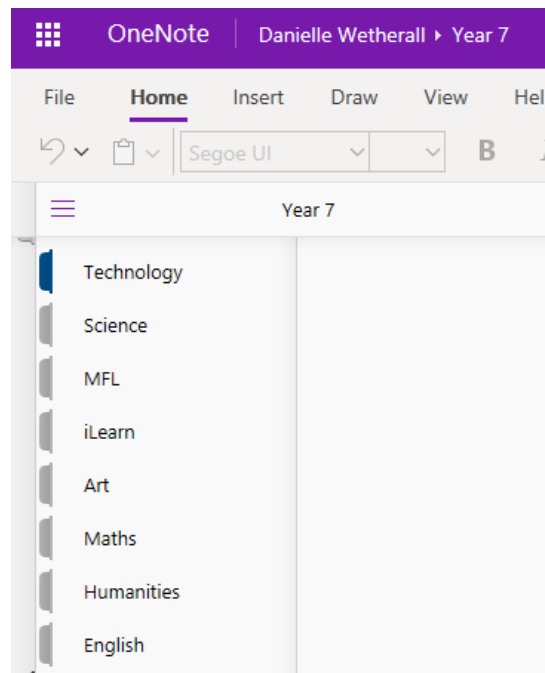 OneNote Danielle Wetherall ▸ Year 7
File Home Insert Draw View Hel
Segoe UI B
Year 7
Technology
Science
MFL
iLearn
Art
Maths
Humanities
English